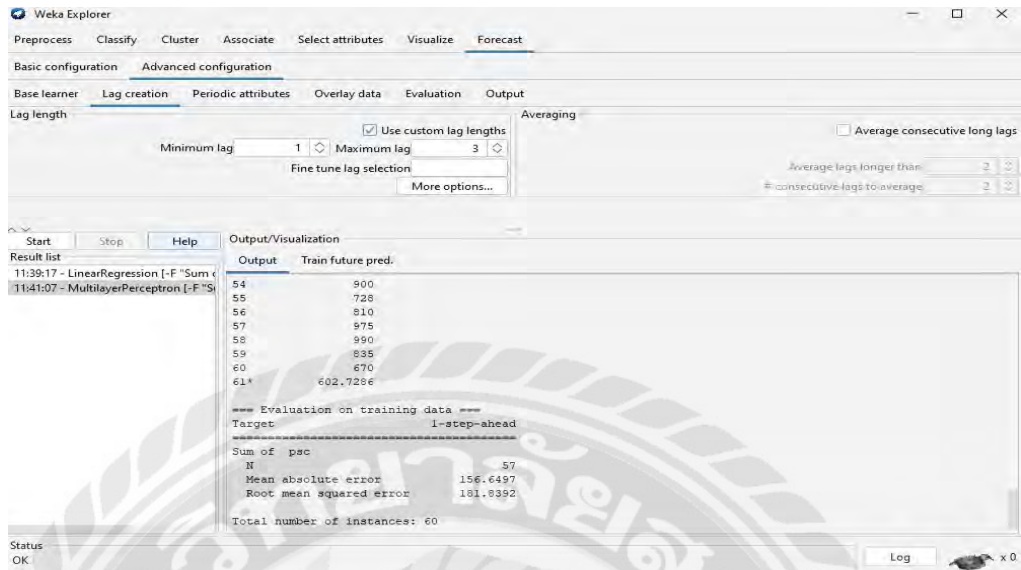 Weka Explorer
Preprocess Classify Cluster Associate Select attributes Visualize Forecast
Basic configuration Advanced configuration
Base learner Lag creation Periodic attributes Overlay data Evaluation Output
Lag length
Use custom lag lengths
Minimum lag 1 Maximum lag 3
Fine tune lag selection
More options...
Averaging
Average consecutive long lags
Average lags longer than 2
# consecutive lags to average 2
Start Stop Help
Result list
11:39:17 - LinearRegression [-F "Sum
11:41:07 - MultilayerPerceptron [-F "S
Output/Visualization
Output Train future pred.
54 900
55 728
56 810
57 975
58 990
59 835
60 670
61* 602.7286
=== Evaluation on training data ===
Target 1-step-ahead
=========================================
Sum of psc
N 57
Mean absolute error 156.6497
Root mean squared error 181.8392
Total number of instances: 60
Status
OK
Log x 0